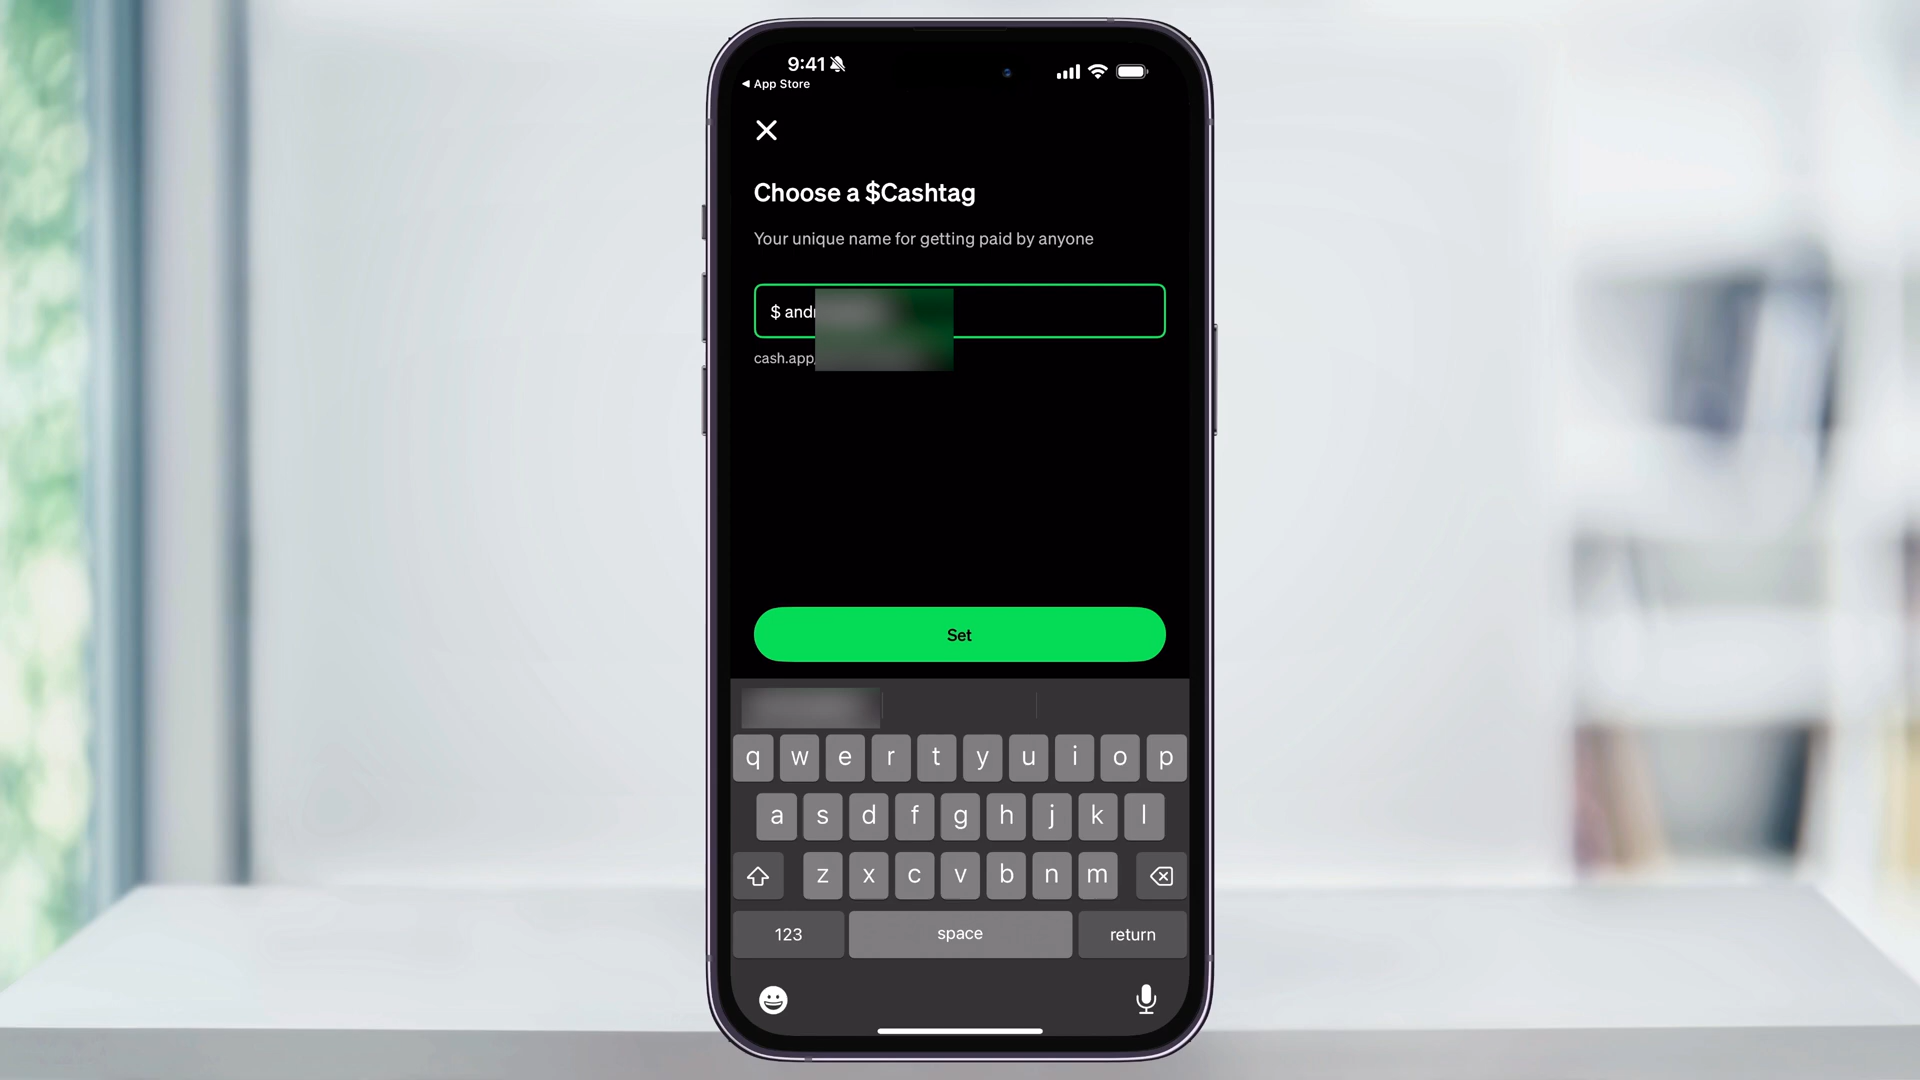 9:41
◀ App Store
Choose a $Cashtag
Your unique name for getting paid by anyone
$
cash.app
Set
q w e r t y u i o p
a s d f g h j k l
z x c v b n m
123 space return